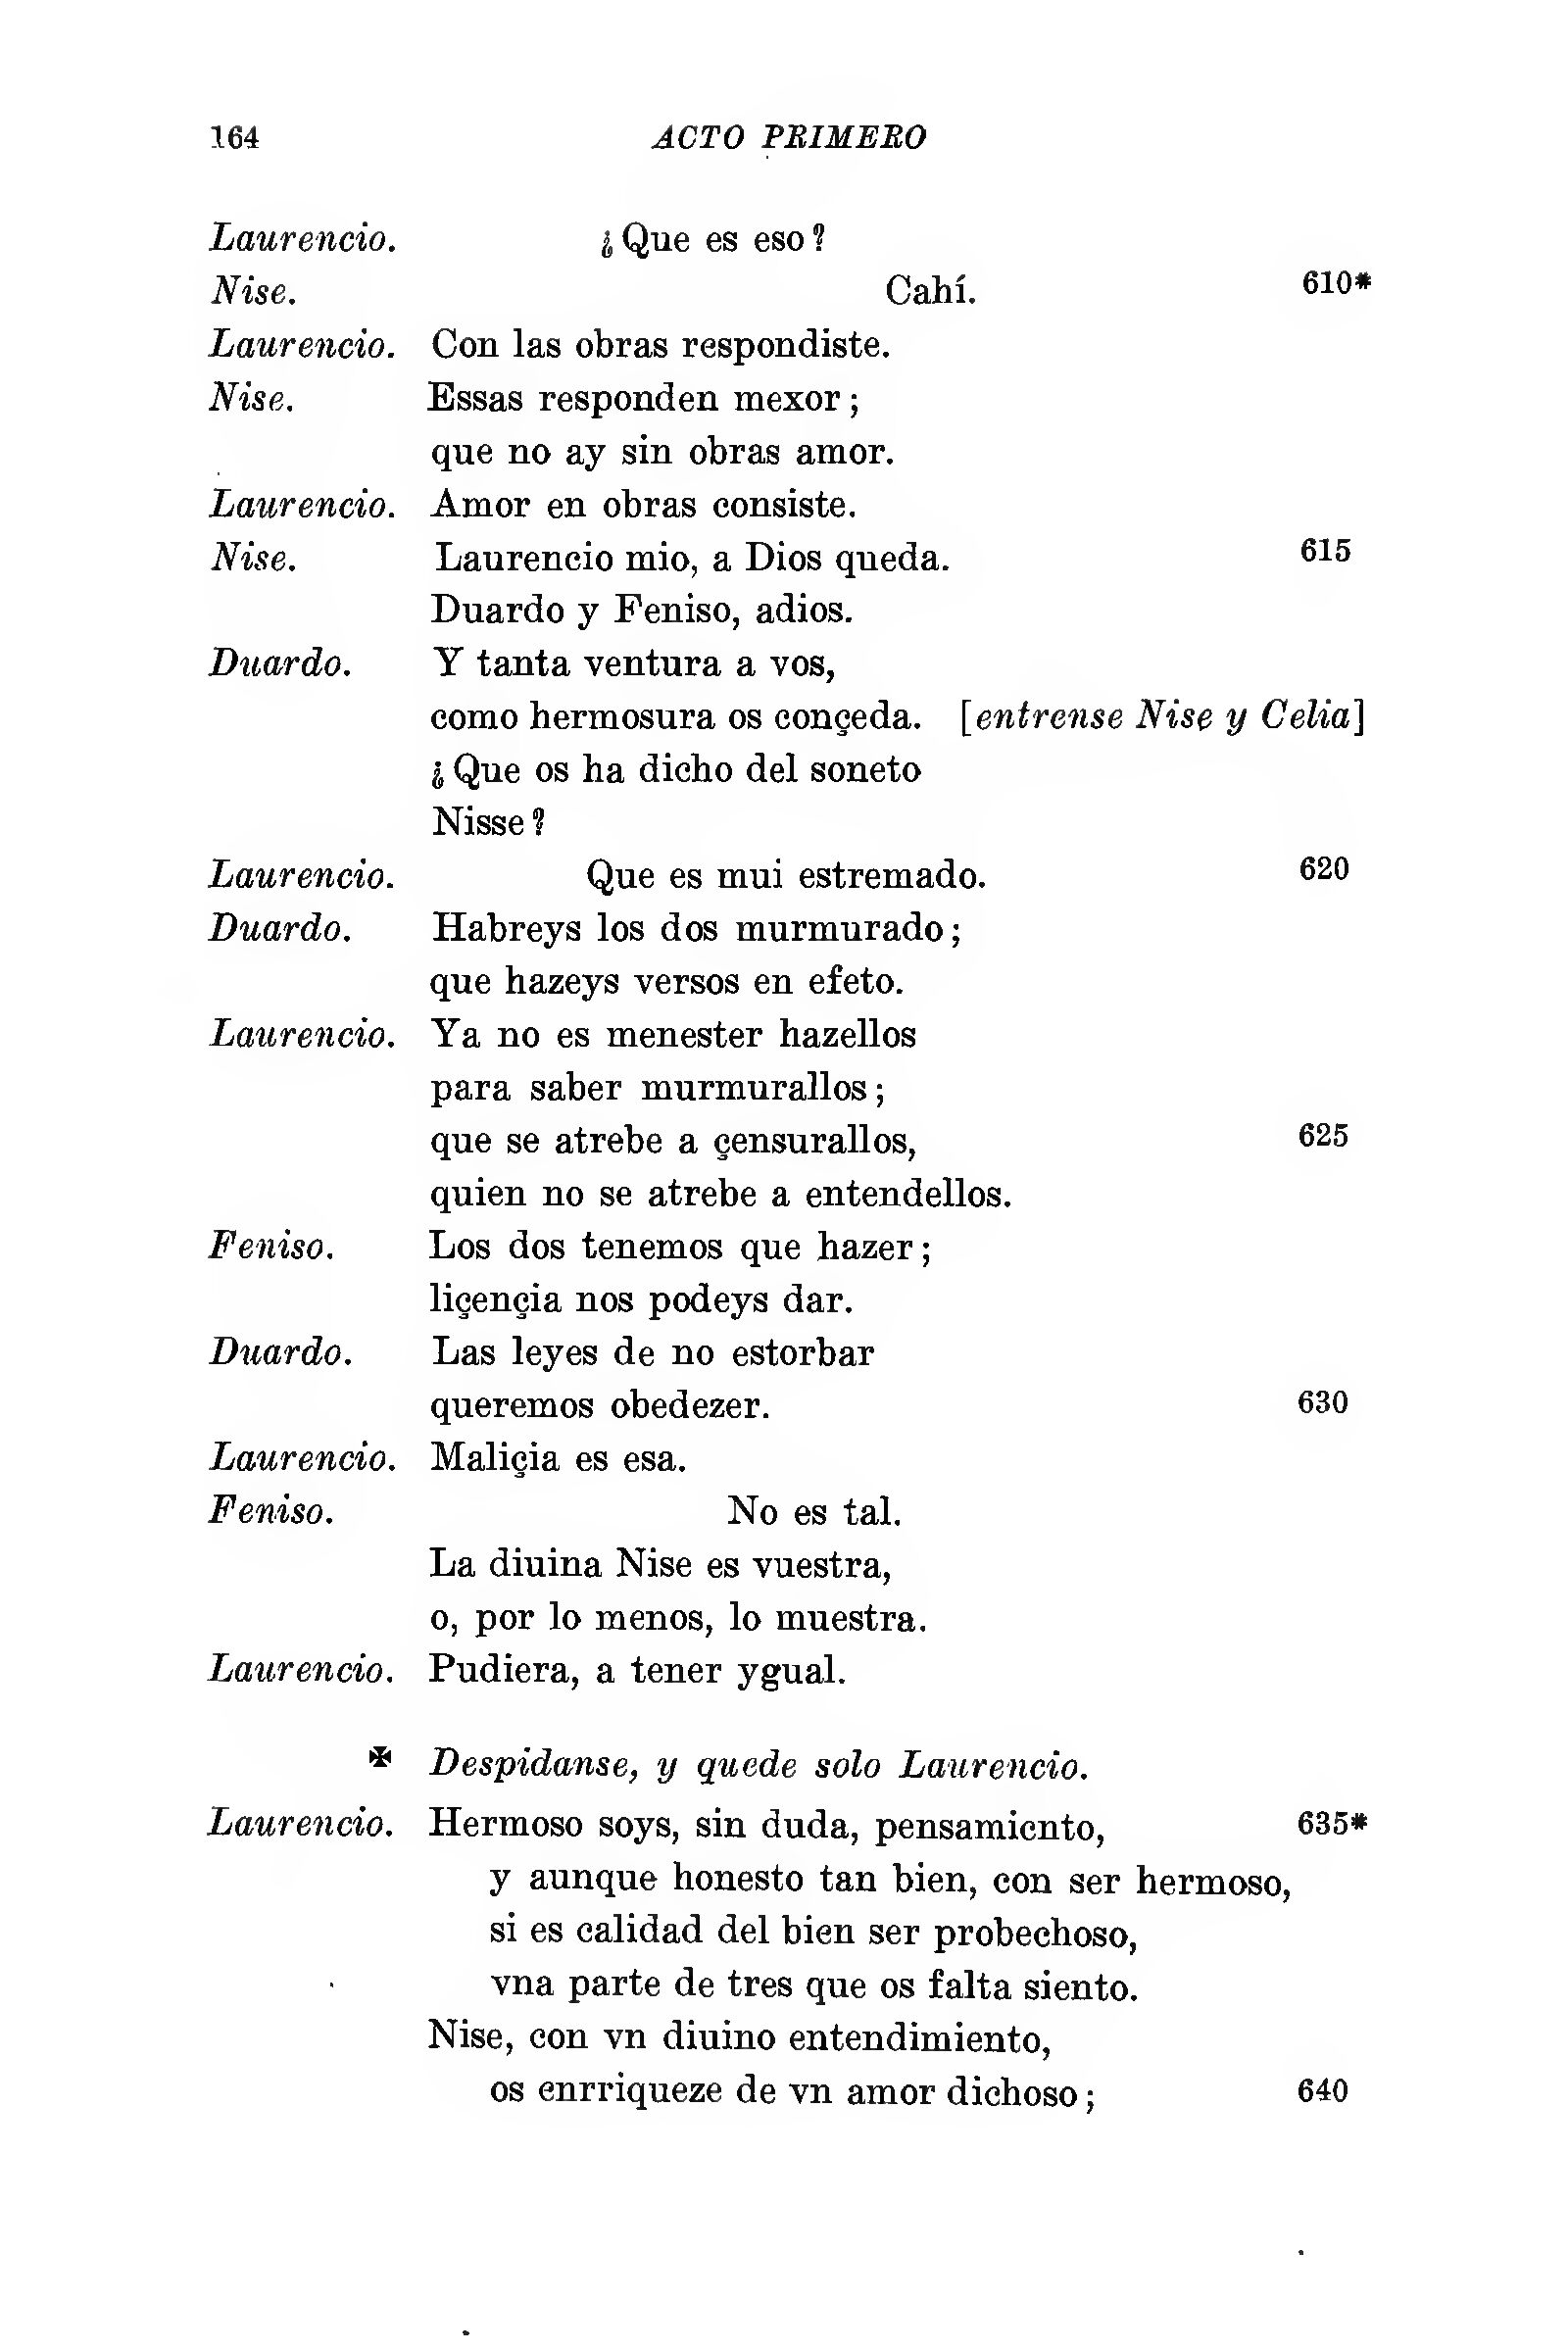 164 ACTO PRIMERO
Laurencio. ¿Que es eso?
Nise. Cahí. 610*
Laurencio. Con las obras respondiste.
Nise. Essas responden mexor;
que no ay sin obras amor.
Laurencio. Amor en obras consiste.
Nise. Laurencio mio, a Dios queda. 615
Duardo y Feniso, adios.
Duardo. Y tanta ventura a vos,
como hermosura os conçeda. [entrense Nise y Celia]
¿Que os ha dicho del soneto
Nisse?
Laurencio. Que es mui estremado. 620
Duardo. Habreys los dos murmurado;
que hazeys versos en efeto.
Laurencio. Ya no es menester hazellos
para saber murmurallos;
que se atrebe a çensurallos, 625
quien no se atrebe a entendellos.
Feniso. Los dos tenemos que hazer;
liçençia nos podeys dar.
Duardo. Las leyes de no estorbar
queremos obedezer. 630
Laurencio. Maliçia es esa.
Feniso. No es tal.
La diuina Nise es vuestra,
o, por lo menos, lo muestra.
Laurencio. Pudiera, a tener ygual.
✠ Despidanse, y quede solo Laurencio.
Laurencio. Hermoso soys, sin duda, pensamiento, 635*
y aunque honesto tan bien, con ser hermoso,
si es calidad del bien ser probechoso,
vna parte de tres que os falta siento.
Nise, con vn diuino entendimiento,
os enrriqueze de vn amor dichoso; 640